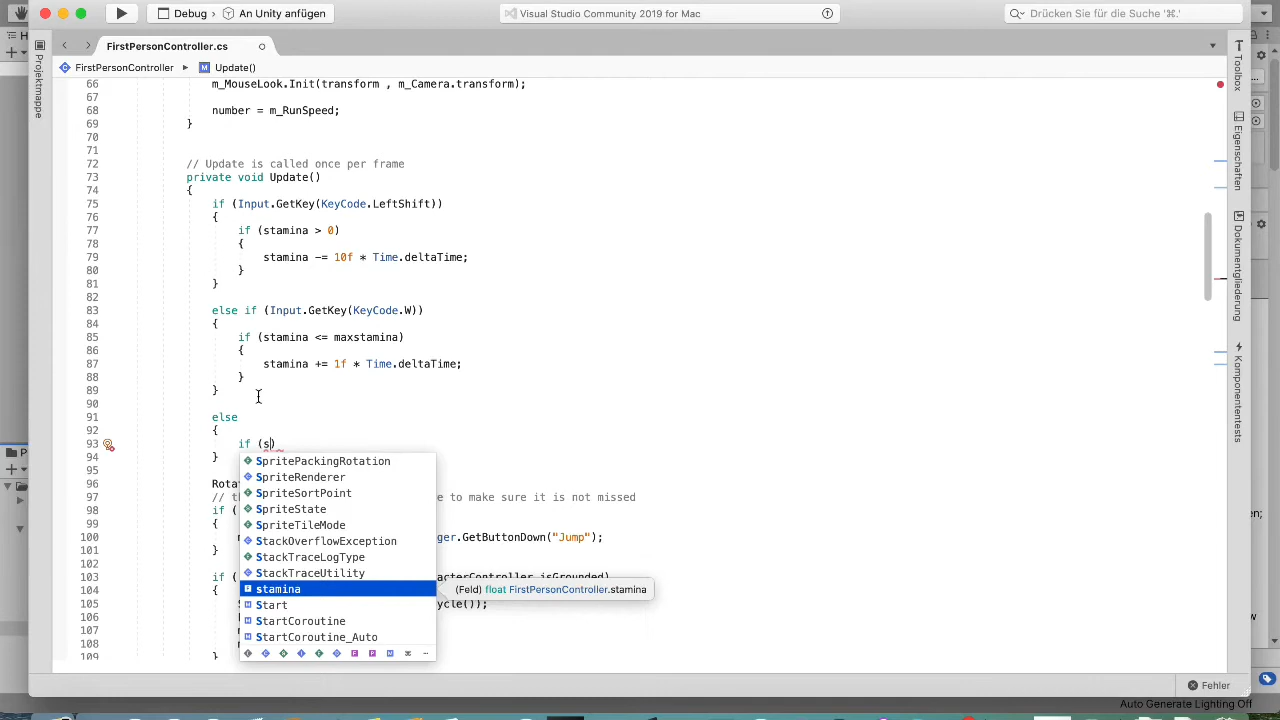 Debug › An Unity anfügen
Visual Studio Community 2019 for Mac
Drücken Sie für die Suche '⌘.'
FirstPersonController.cs
FirstPersonController ▸ Update()
66 m_MouseLook.Init(transform , m_Camera.transform);
67
68 number = m_RunSpeed;
69 }
70
71
72 // Update is called once per frame
73 private void Update()
74 {
75 if (Input.GetKey(KeyCode.LeftShift))
76 {
77 if (stamina > 0)
78 {
79 stamina -= 10f * Time.deltaTime;
80 }
81 }
82
83 else if (Input.GetKey(KeyCode.W))
84 {
85 if (stamina <= maxstamina)
86 {
87 stamina += 1f * Time.deltaTime;
88 }
89 }
90
91 else
92 {
93 if (s)
94 }
95
96 Rota
97 // t e to make sure it is not missed
98 if (
99 {
100 ger.GetButtonDown("Jump");
101 }
102
103 if ( acterController.isGrounded)
104 {
105 ycle());
106
107
108
109 }
SpritePackingRotation
SpriteRenderer
SpriteSortPoint
SpriteState
SpriteTileMode
StackOverflowException
StackTraceLogType
StackTraceUtility
stamina
Start
StartCoroutine
StartCoroutine_Auto
(Feld) float FirstPersonController.stamina
Projektmappe
Toolbox
Eigenschaften
Dokumentgliederung
Komponententests
Fehler
Auto Generate Lighting Off